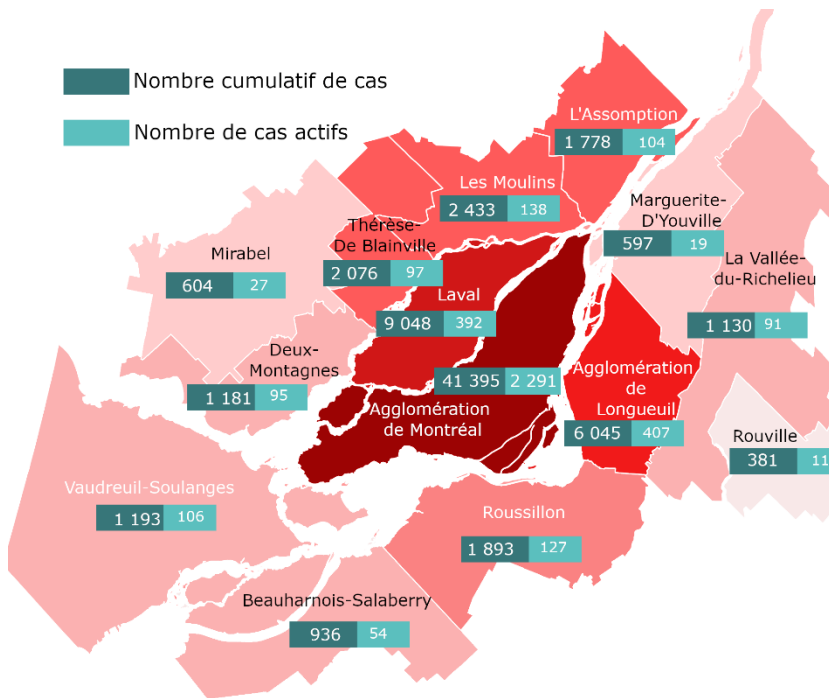 Nombre cumulatif de cas
Nombre de cas actifs
L'Assomption
1 778 104
Les Moulins
2 433 138
Marguerite-
D'Youville
597 19
Thérèse-
De Blainville
2 076 97
Mirabel
604 27
La Vallée-
du-Richelieu
1 130 91
Laval
9 048 392
Deux-
Montagnes
1 181 95
41 395 2 291
Agglomération
de Montréal
Agglomération
de
Longueuil
6 045 407
Rouville
381 11
Vaudreuil-Soulanges
1 193 106
Roussillon
1 893 127
Beauharnois-Salaberry
936 54